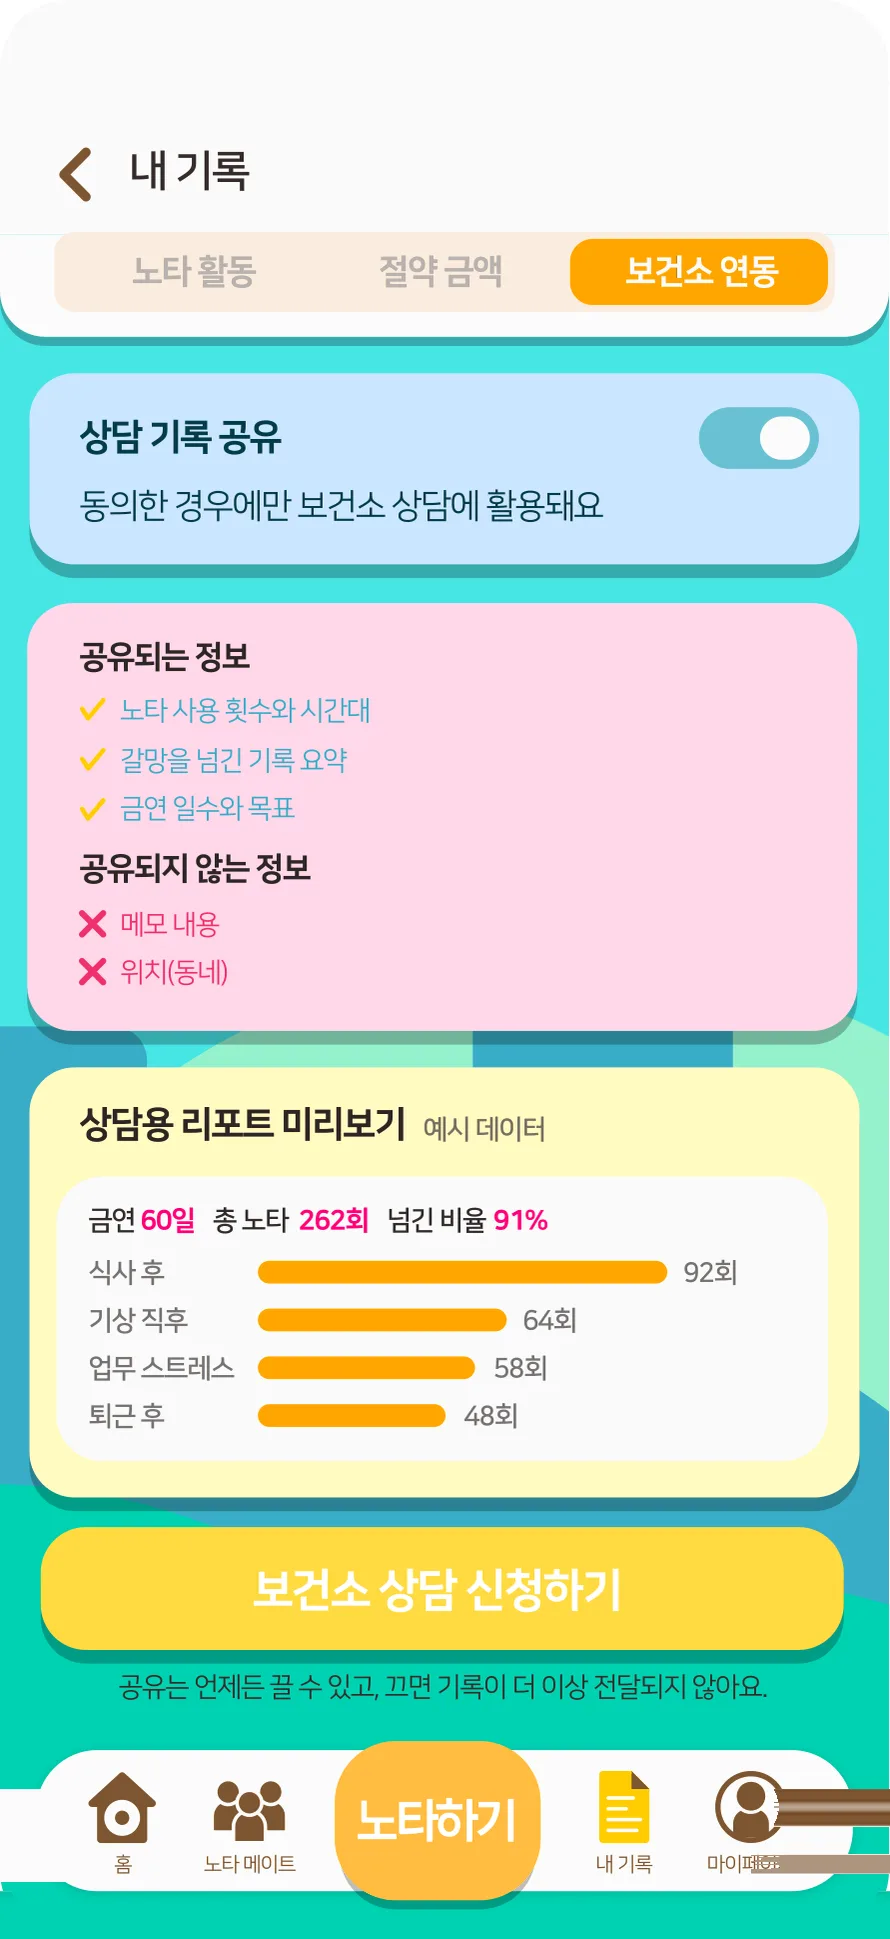 내 기록
노타 활동 절약 금액 보건소 연동
상담 기록 공유
동의한 경우에만 보건소 상담에 활용돼요
공유되는 정보
노타 사용 횟수와 시간대
갈망을 넘긴 기록 요약
금연 일수와 목표
공유되지 않는 정보
메모 내용
위치(동네)
상담용 리포트 미리보기 예시 데이터
금연 60일 총 노타 262회 넘긴 비율 91%
식사 후 92회
기상 직후 64회
업무 스트레스 58회
퇴근 후 48회
보건소 상담 신청하기
공유는 언제든 끌 수 있고, 끄면 기록이 더 이상 전달되지 않아요.
노타하기
홈 노타 메이트 내 기록